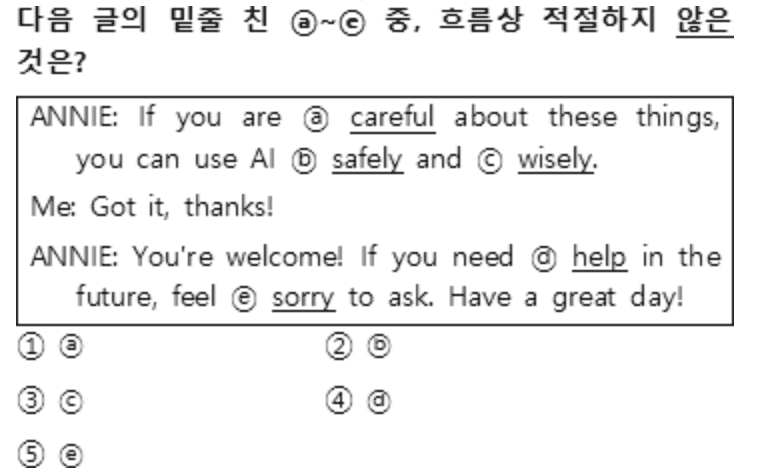 다음 글의 밑줄 친 ⓐ~ⓔ 중, 흐름상 적절하지 않은
것은?
ANNIE: If you are ⓐ careful about these things,
you can use AI ⓑ safely and ⓒ wisely.
Me: Got it, thanks!
ANNIE: You're welcome! If you need ⓓ help in the
future, feel ⓔ sorry to ask. Have a great day!
① ⓐ ② ⓑ
③ ⓒ ④ ⓓ
⑤ ⓔ